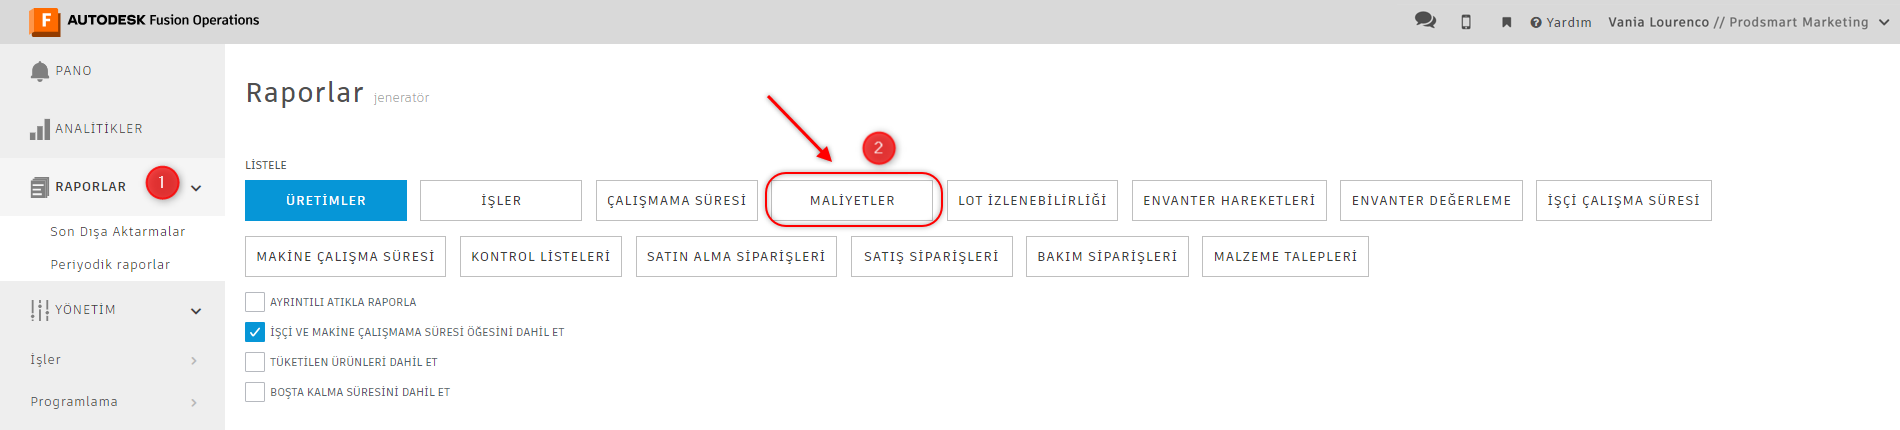 F AUTODESK Fusion Operations
Yardım Vania Lourenco // Prodsmart Marketing
PANO
ANALİTİKLER
RAPORLAR 1
Son Dışa Aktarmalar
Periyodik raporlar
YÖNETİM
İşler
Programlama
Raporlar jeneratör
2
LİSTELE
ÜRETİMLER İŞLER ÇALIŞMAMA SÜRESİ MALİYETLER LOT İZLENEBİLİRLİĞİ ENVANTER HAREKETLERİ ENVANTER DEĞERLEME İŞÇİ ÇALIŞMA SÜRESİ
MAKİNE ÇALIŞMA SÜRESİ KONTROL LİSTELERİ SATIN ALMA SİPARİŞLERİ SATIŞ SİPARİŞLERİ BAKIM SİPARİŞLERİ MALZEME TALEPLERİ
AYRINTILI ATIKLA RAPORLA
İŞÇİ VE MAKİNE ÇALIŞMAMA SÜRESİ ÖĞESİNİ DAHİL ET
TÜKETİLEN ÜRÜNLERİ DAHİL ET
BOŞTA KALMA SÜRESİNİ DAHİL ET